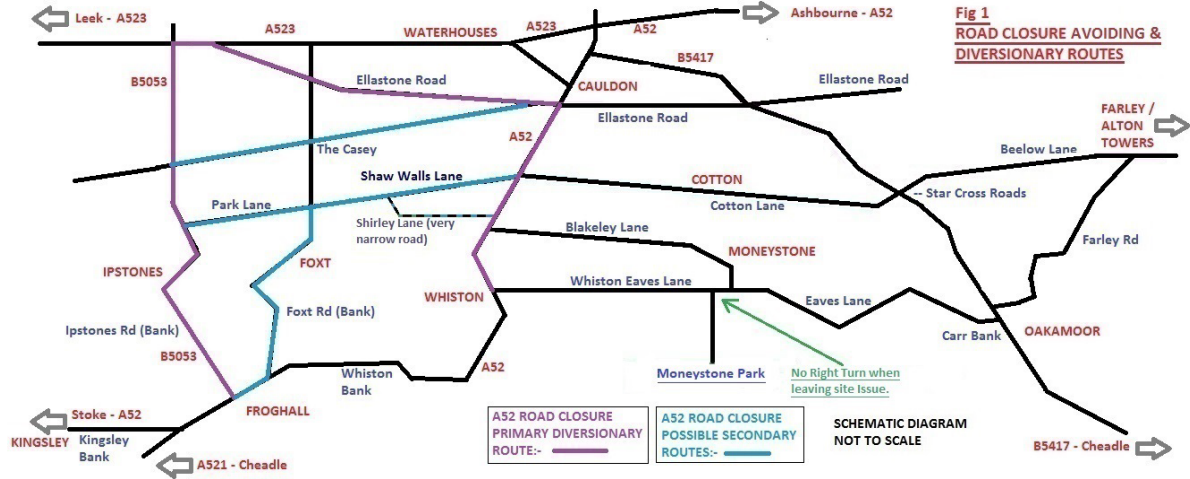 Leek - A523
Ashbourne - A52
Fig 1
ROAD CLOSURE AVOIDING &
DIVERSIONARY ROUTES
A523
WATERHOUSES
A523
A52
B5417
B5053
Ellastone Road
CAULDON
Ellastone Road
Ellastone Road
FARLEY /
ALTON
TOWERS
A52
The Casey
Beelow Lane
Shaw Walls Lane
COTTON
-- Star Cross Roads
Park Lane
Cotton Lane
Shirley Lane (very
narrow road)
Blakeley Lane
Farley Rd
MONEYSTONE
IPSTONES
FOXT
Whiston Eaves Lane
WHISTON
Eaves Lane
Ipstones Rd (Bank)
Foxt Rd (Bank)
Carr Bank
OAKAMOOR
B5053
A52
Whiston
Bank
Moneystone Park
No Right Turn when
leaving site Issue.
FROGHALL
Stoke - A52
KINGSLEY
Kingsley
Bank
A521 - Cheadle
A52 ROAD CLOSURE
PRIMARY DIVERSIONARY
ROUTE:-
A52 ROAD CLOSURE
POSSIBLE SECONDARY
ROUTES:-
SCHEMATIC DIAGRAM
NOT TO SCALE
B5417 - Cheadle